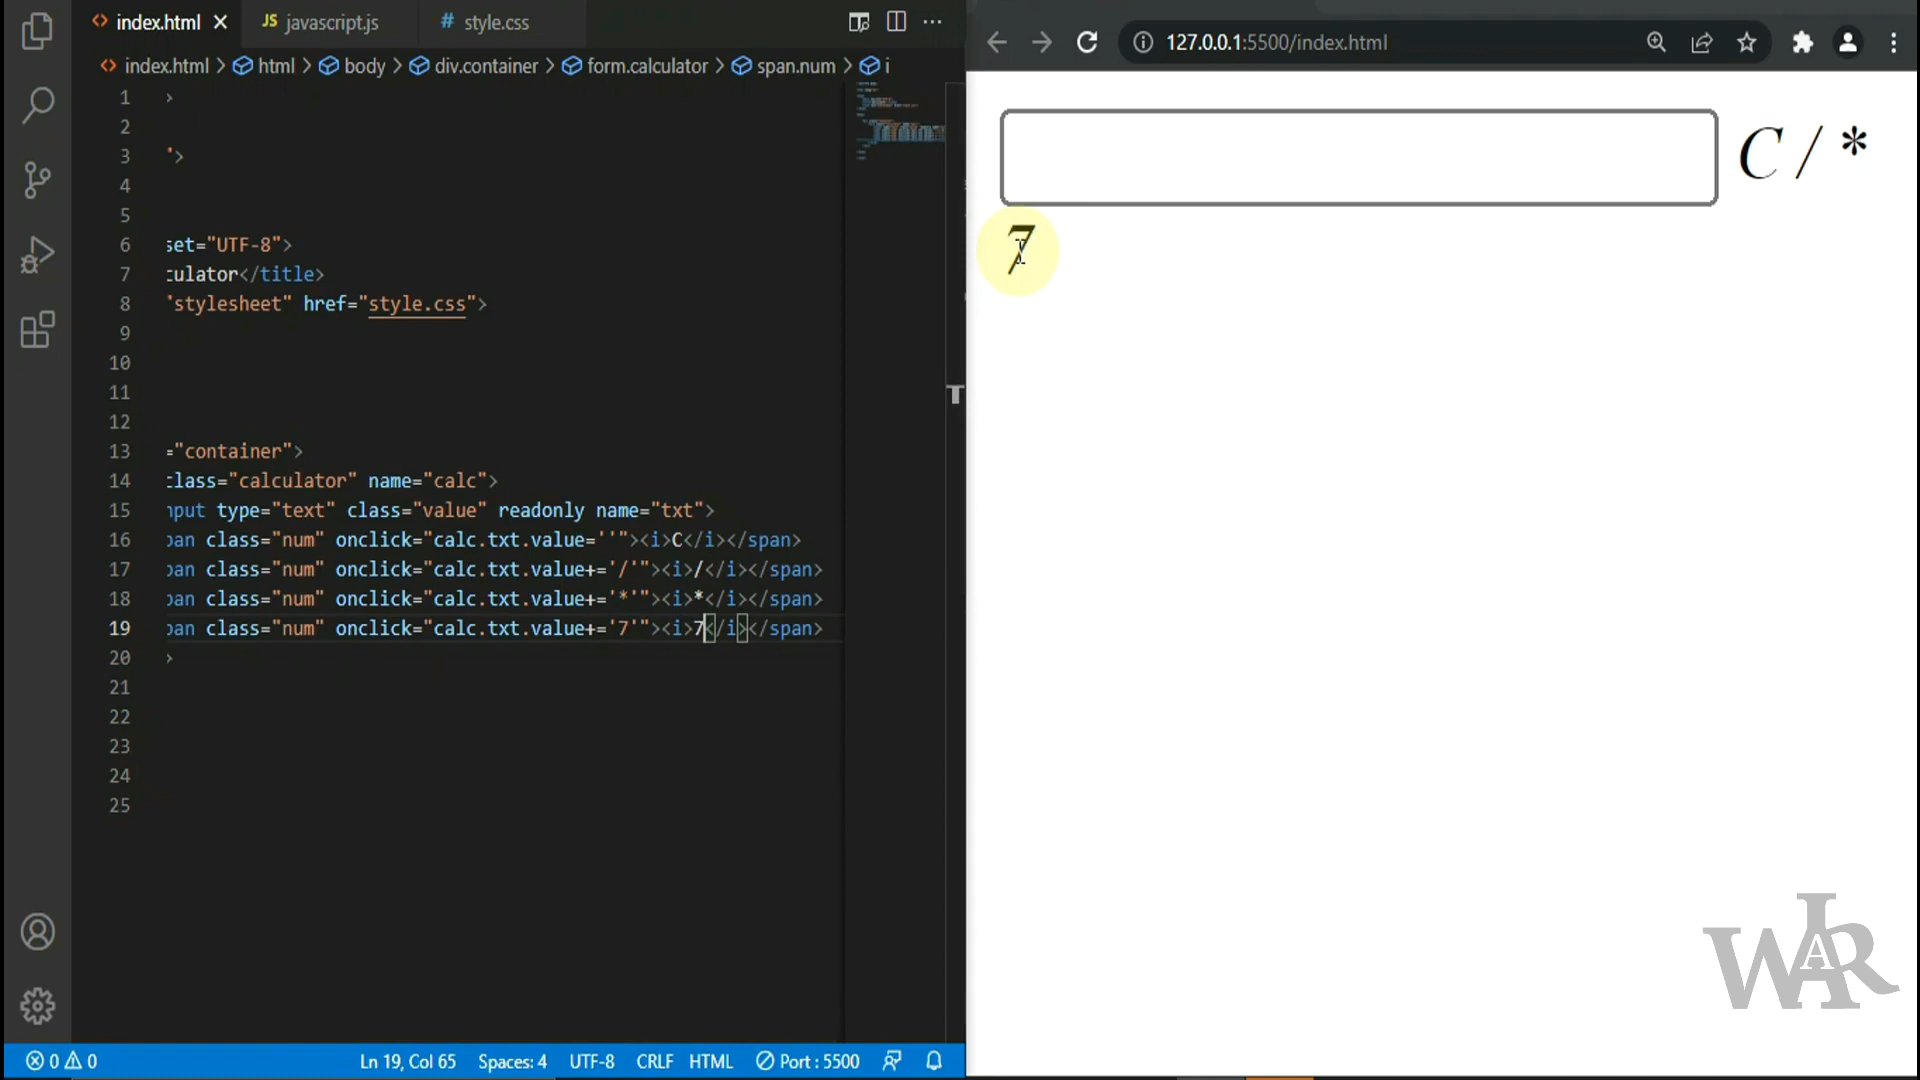 index.html
JS javascript.js
# style.css
index.html > html > body > div.container > form.calculator > span.num > i
1 >
2
3 ">
4
5
6 set="UTF-8">
7 culator</title>
8 "stylesheet" href="style.css">
9
10
11
12
13 ="container">
14 class="calculator" name="calc">
15 nput type="text" class="value" readonly name="txt">
16 pan class="num" onclick="calc.txt.value=''"><i>C</i></span>
17 pan class="num" onclick="calc.txt.value+='/'"><i>/</i></span>
18 pan class="num" onclick="calc.txt.value+='*'"><i>*</i></span>
19 pan class="num" onclick="calc.txt.value+='7'"><i>7</i></span>
20 >
21
22
23
24
25
0 0
Ln 19, Col 65 Spaces: 4 UTF-8 CRLF HTML Port : 5500
127.0.0.1:5500/index.html
C / *
7
WAR